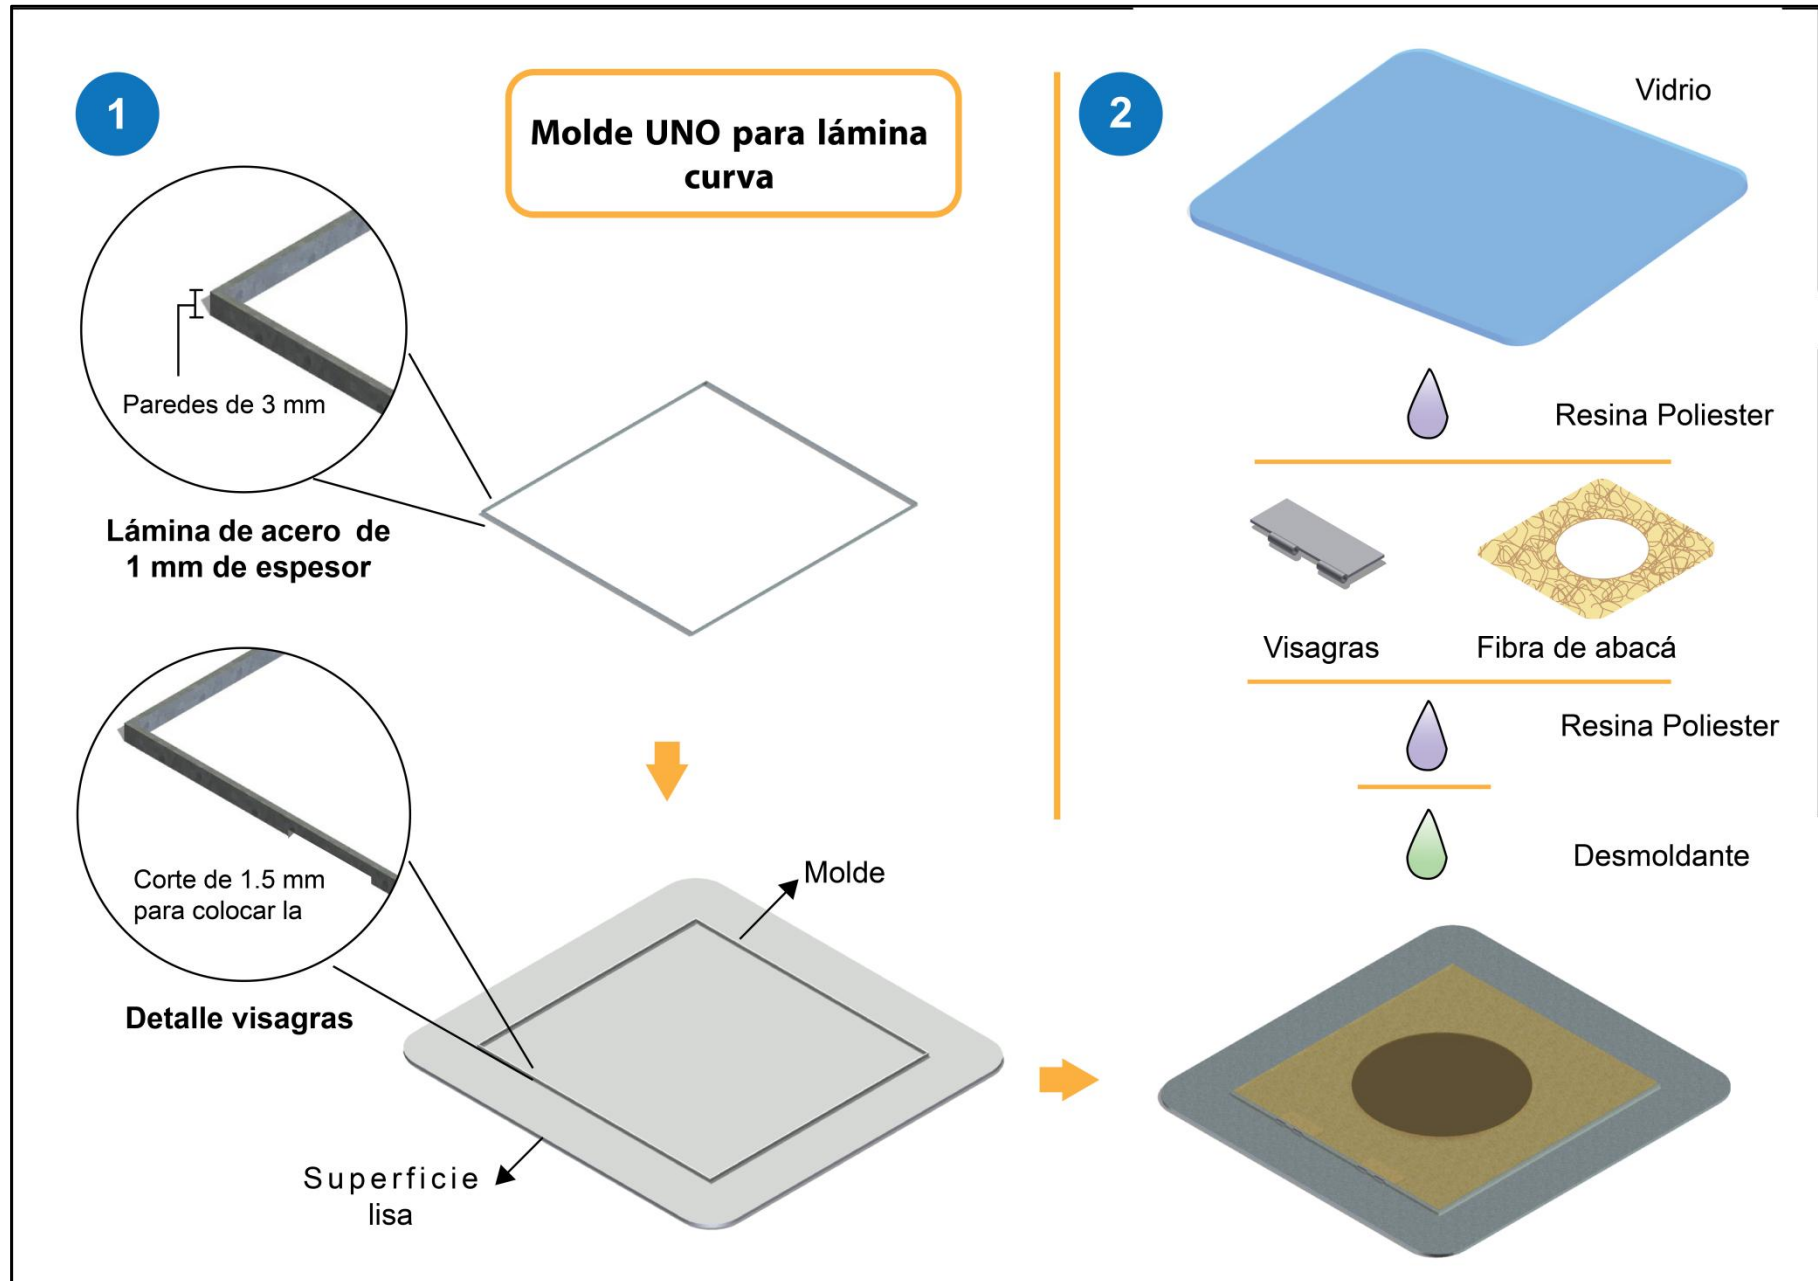 1
Molde UNO para lámina
curva
Paredes de 3 mm
Lámina de acero de
1 mm de espesor
Corte de 1.5 mm
para colocar la
Detalle visagras
Molde
Superficie
lisa
2
Vidrio
Resina Poliester
Visagras
Fibra de abacá
Resina Poliester
Desmoldante